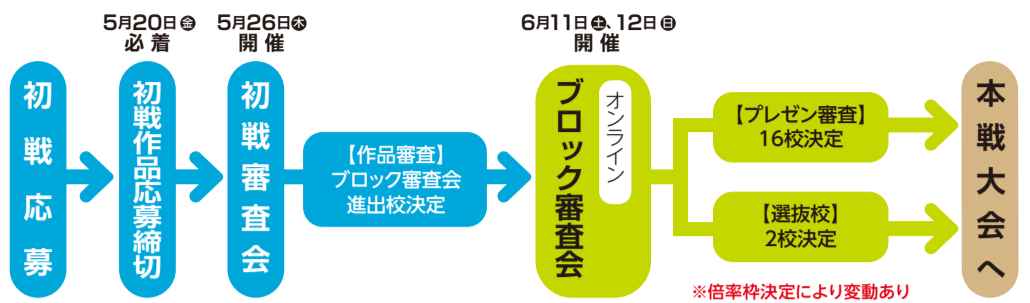 初戦応募
5月20日㊎
必着
初戦作品応募締切
5月26日㊍
開催
初戦審査会
【作品審査】
ブロック審査会
進出校決定
6月11日㊏、12日㊐
開催
ブロック審査会
オンライン
【プレゼン審査】
16校決定
【選抜校】
2校決定
本戦大会へ
※倍率枠決定により変動あり